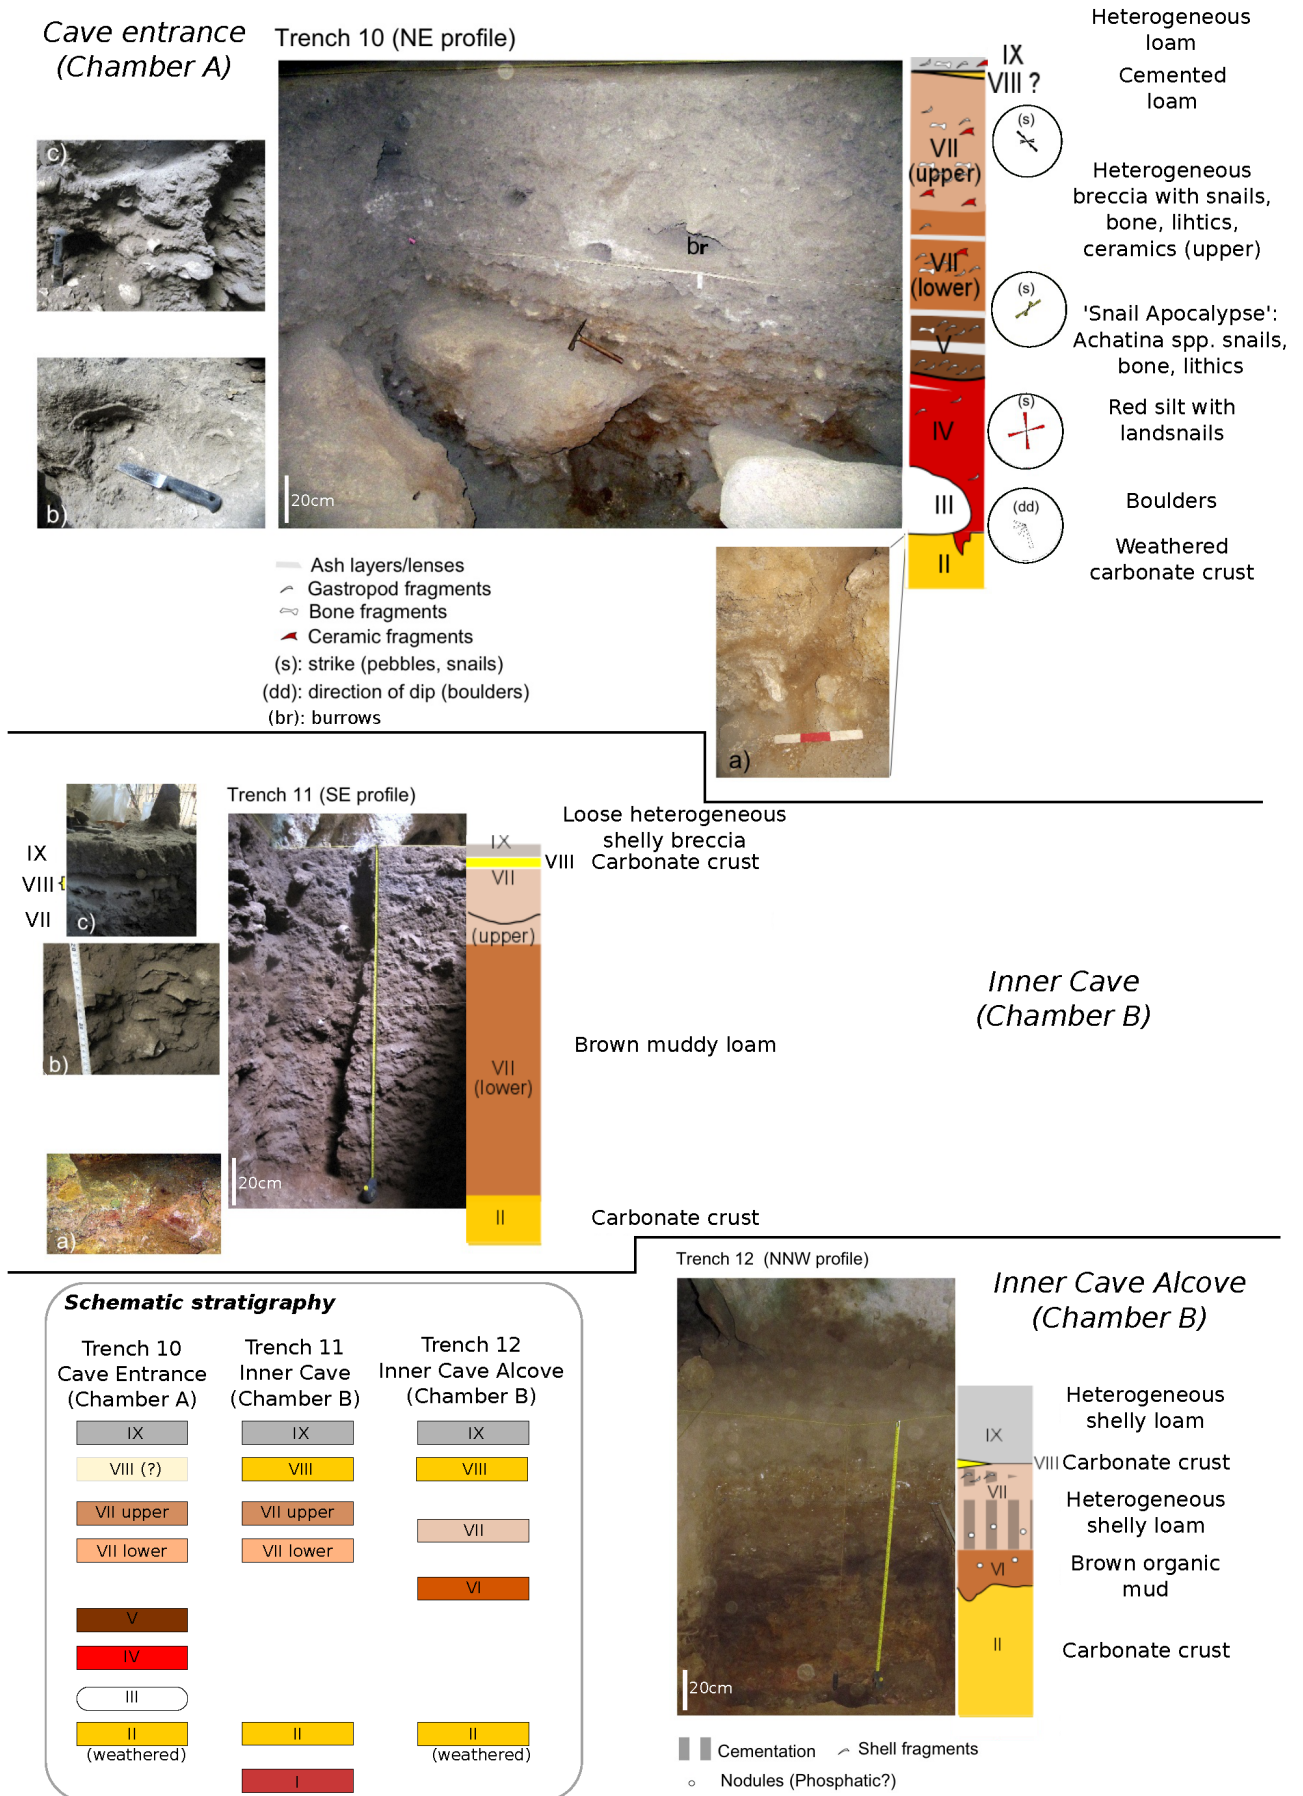 Cave entrance
(Chamber A)
Trench 10 (NE profile)
c)
b)
br
20cm
IX
VIII ?
VII
(upper)
VII
(lower)
V
IV
III
II
(s)
(s)
(s)
(dd)
Heterogeneous
loam
Cemented
loam
Heterogeneous
breccia with snails,
bone, lihtics,
ceramics (upper)
'Snail Apocalypse':
Achatina spp. snails,
bone, lithics
Red silt with
landsnails
Boulders
Weathered
carbonate crust
Ash layers/lenses
Gastropod fragments
Bone fragments
Ceramic fragments
(s): strike (pebbles, snails)
(dd): direction of dip (boulders)
(br): burrows
a)
Trench 11 (SE profile)
IX
VIII {
VII
c)
b)
a)
20cm
IX
VIII
VII
(upper)
VII
(lower)
II
Loose heterogeneous
shelly breccia
Carbonate crust
Brown muddy loam
Carbonate crust
Inner Cave
(Chamber B)
Schematic stratigraphy
Trench 10
Cave Entrance
(Chamber A)
Trench 11
Inner Cave
(Chamber B)
Trench 12
Inner Cave Alcove
(Chamber B)
IX IX IX
VIII (?) VIII VIII
VII upper VII upper
VII
VII lower VII lower
VI
V
IV
III
II II II
(weathered) (weathered)
I
Trench 12 (NNW profile)
Inner Cave Alcove
(Chamber B)
20cm
IX
VIII
VII
VI
II
Heterogeneous
shelly loam
Carbonate crust
Heterogeneous
shelly loam
Brown organic
mud
Carbonate crust
Cementation
Shell fragments
Nodules (Phosphatic?)